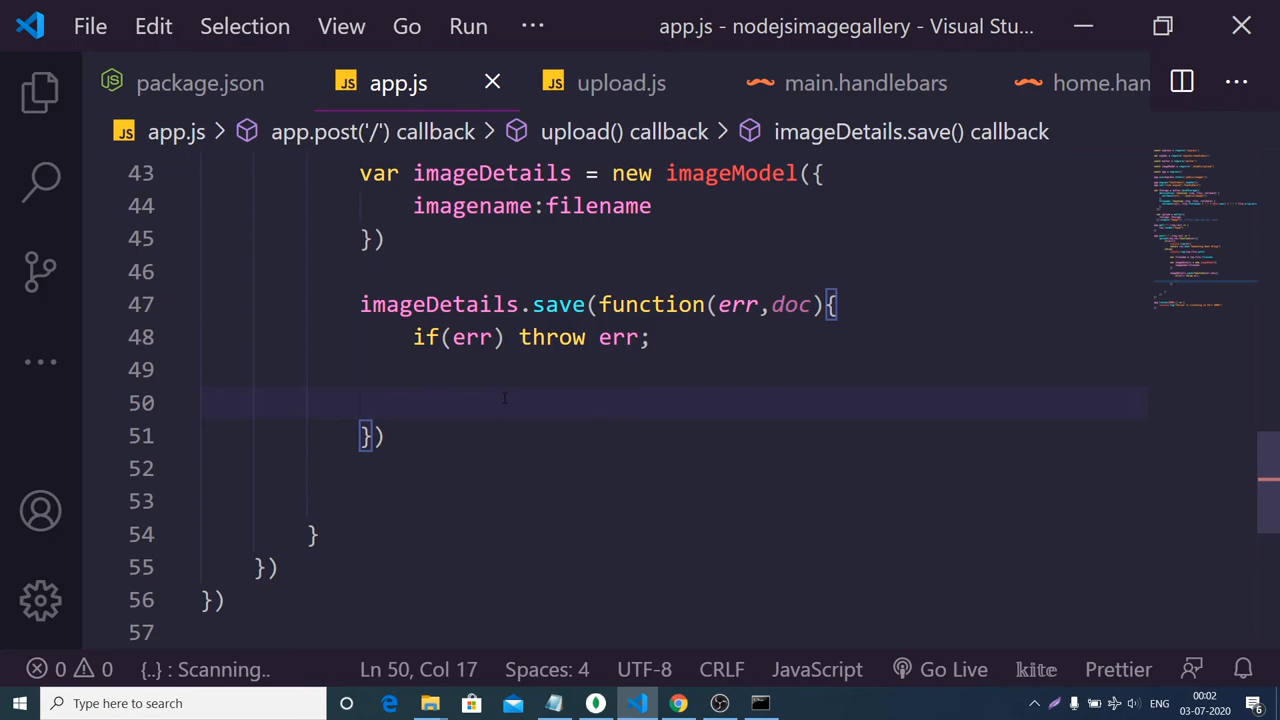 File Edit Selection View Go Run ··· app.js - nodejsimagegallery - Visual Stu...
package.json JS app.js JS upload.js main.handlebars home.han
JS app.js > app.post('/') callback > upload() callback > imageDetails.save() callback
43 var imageDetails = new imageModel({
44 imagename:filename
45 })
46
47 imageDetails.save(function(err,doc){
48 if(err) throw err;
49
50
51 })
52
53
54 }
55 })
56 })
57
0 0 {..} : Scanning.. Ln 50, Col 17 Spaces: 4 UTF-8 CRLF JavaScript Go Live kite Prettier
Type here to search ENG 00:02 6
03-07-2020